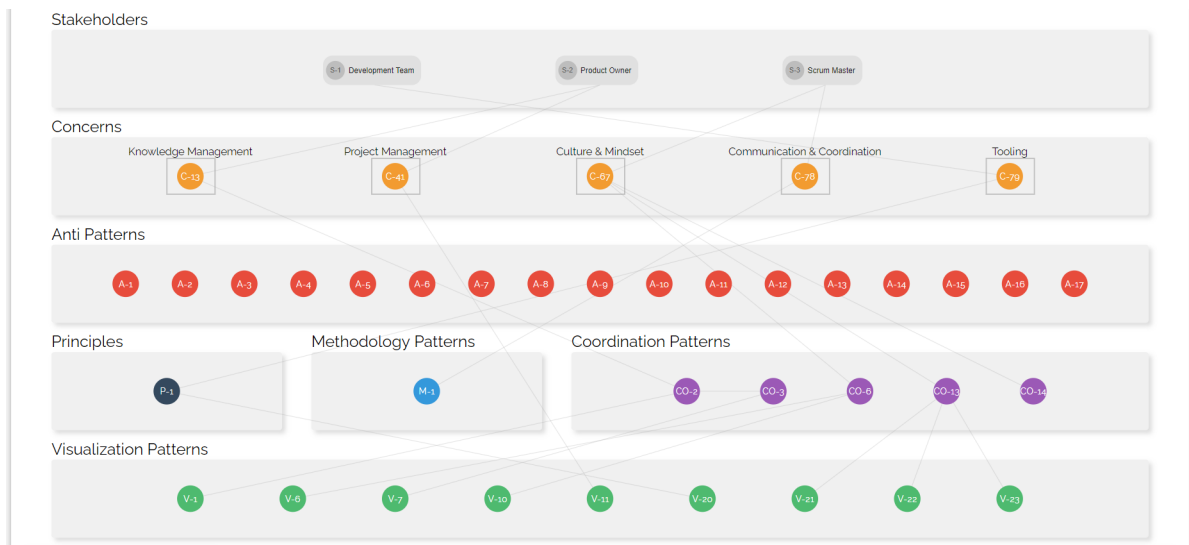 Stakeholders
S-1 Development Team
S-2 Product Owner
S-3 Scrum Master
Concerns
Knowledge Management
Project Management
Culture & Mindset
Communication & Coordination
Tooling
C-13
C-41
C-67
C-78
C-79
Anti Patterns
A-1
A-2
A-3
A-4
A-5
A-6
A-7
A-8
A-9
A-10
A-11
A-12
A-13
A-14
A-15
A-16
A-17
Principles
Methodology Patterns
Coordination Patterns
P-1
M-1
CO-2
CO-3
CO-6
CO-13
CO-14
Visualization Patterns
V-1
V-6
V-7
V-10
V-11
V-20
V-21
V-22
V-23